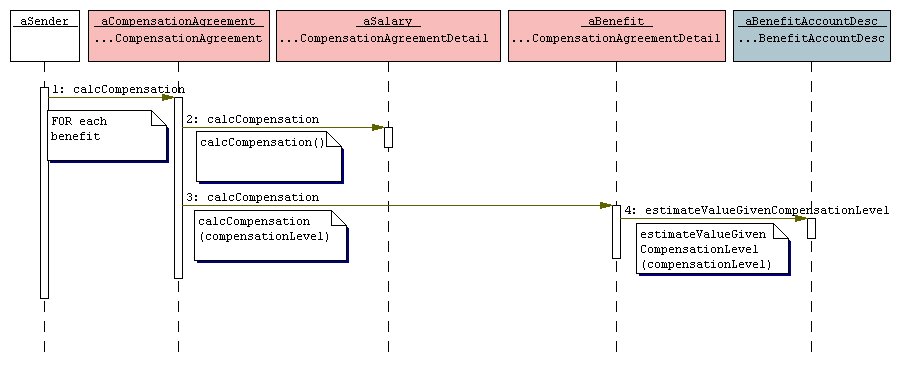 aSender
aCompensationAgreement
...CompensationAgreement
aSalary
...CompensationAgreementDetail
aBenefit
...CompensationAgreementDetail
aBenefitAccountDesc
...BenefitAccountDesc
1: calcCompensation
FOR each
benefit
2: calcCompensation
calcCompensation()
3: calcCompensation
calcCompensation
(compensationLevel)
4: estimateValueGivenCompensationLevel
estimateValueGiven
CompensationLevel
(compensationLevel)